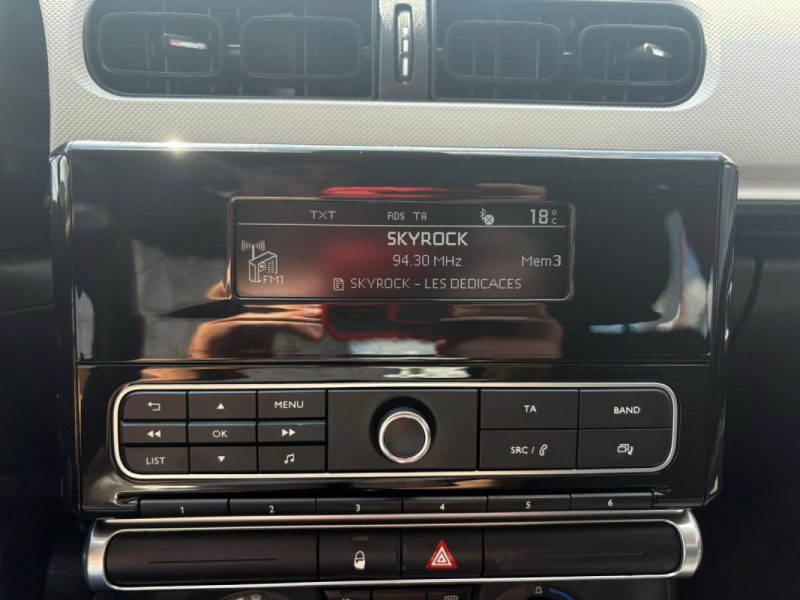 TXT RDS TA 18°C
SKYROCK
94.30 MHz Mem3
FM1
SKYROCK - LES DEDICACES
MENU
TA BAND
OK
LIST SRC /
1 2 3 4 5 6